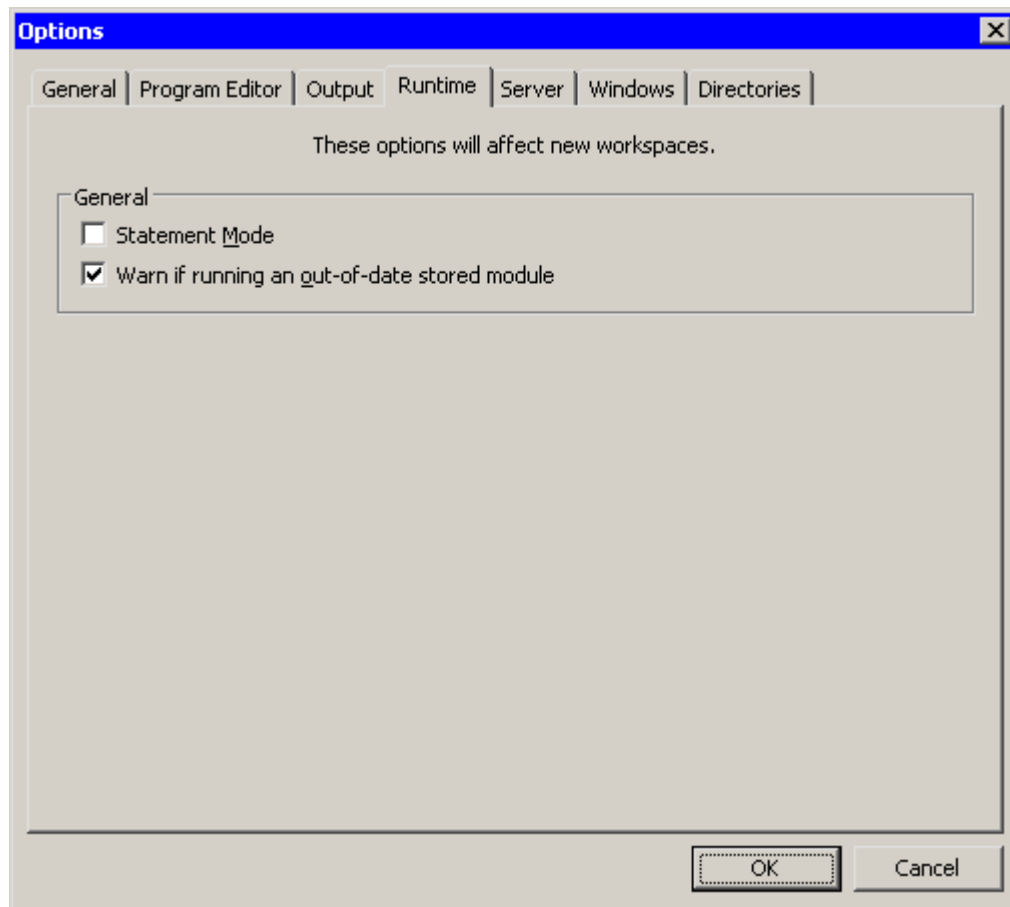 Options
General Program Editor Output Runtime Server Windows Directories
These options will affect new workspaces.
General
Statement Mode
Warn if running an out-of-date stored module
OK Cancel